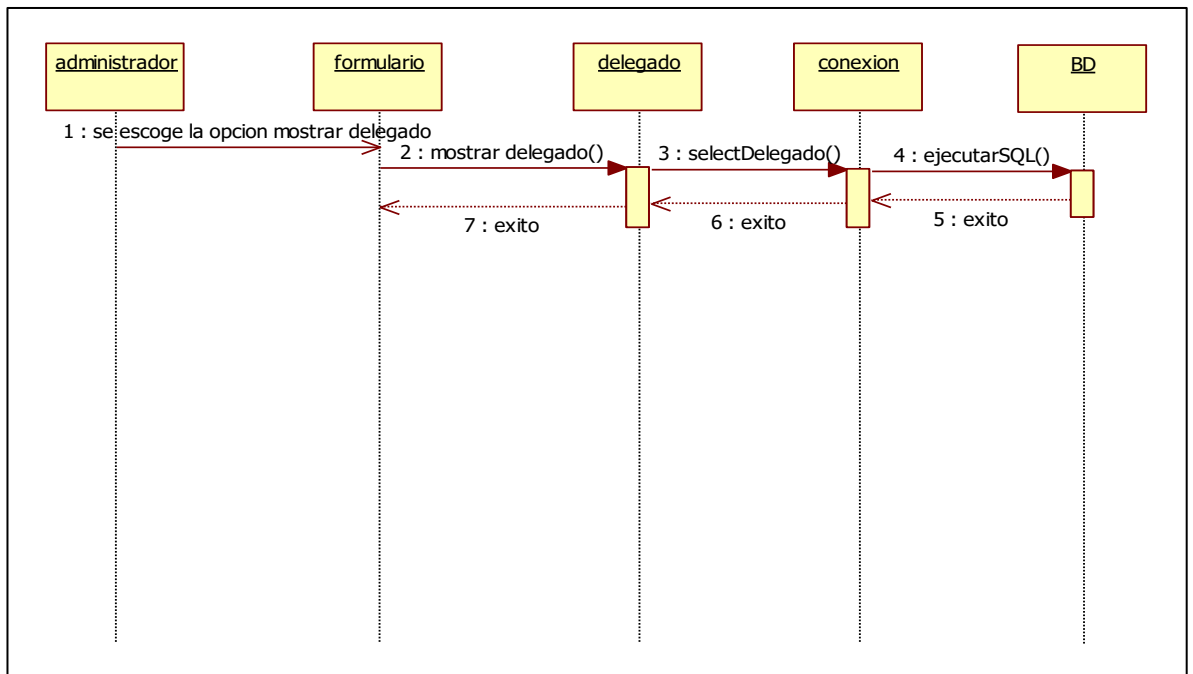 administrador
formulario
delegado
conexion
BD
1 : se escoge la opcion mostrar delegado
2 : mostrar delegado()
3 : selectDelegado()
4 : ejecutarSQL()
7 : exito
6 : exito
5 : exito